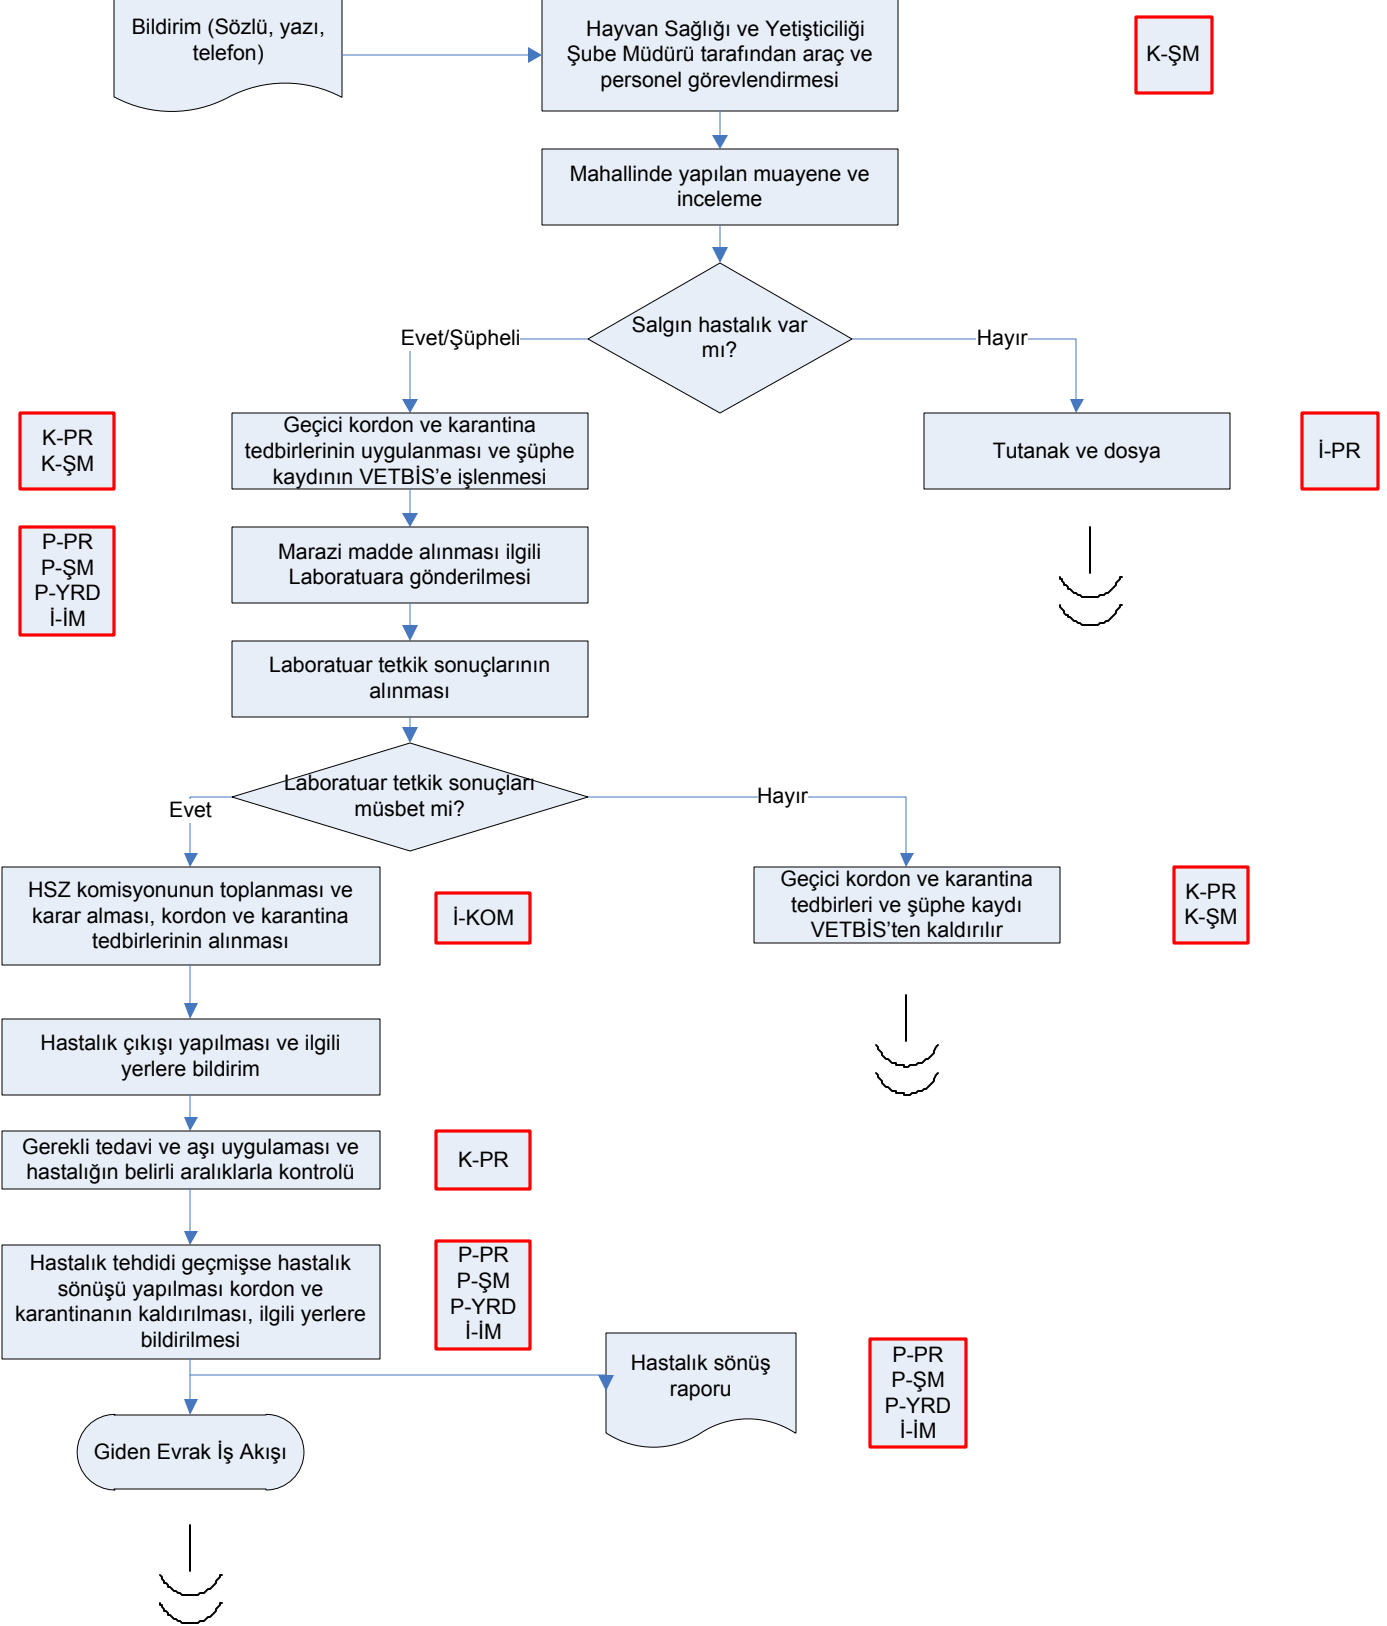 Bildirim (Sözlü, yazı,
telefon)
Hayvan Sağlığı ve Yetişticiliği
Şube Müdürü tarafından araç ve
personel görevlendirmesi
K-ŞM
Mahallinde yapılan muayene ve
inceleme
Salgın hastalık var
mı?
Evet/Şüpheli
Hayır
K-PR
K-ŞM
Geçici kordon ve karantina
tedbirlerinin uygulanması ve şüphe
kaydının VETBİS’e işlenmesi
Tutanak ve dosya
İ-PR
P-PR
P-ŞM
P-YRD
İ-İM
Marazi madde alınması ilgili
Laboratuara gönderilmesi
Laboratuar tetkik sonuçlarının
alınması
Laboratuar tetkik sonuçları
müsbet mi?
Evet
Hayır
HSZ komisyonunun toplanması ve
karar alması, kordon ve karantina
tedbirlerinin alınması
İ-KOM
Geçici kordon ve karantina
tedbirleri ve şüphe kaydı
VETBİS’ten kaldırılır
K-PR
K-ŞM
Hastalık çıkışı yapılması ve ilgili
yerlere bildirim
Gerekli tedavi ve aşı uygulaması ve
hastalığın belirli aralıklarla kontrolü
K-PR
Hastalık tehdidi geçmişse hastalık
sönüşü yapılması kordon ve
karantinanın kaldırılması, ilgili yerlere
bildirilmesi
P-PR
P-ŞM
P-YRD
İ-İM
Hastalık sönüş
raporu
P-PR
P-ŞM
P-YRD
İ-İM
Giden Evrak İş Akışı